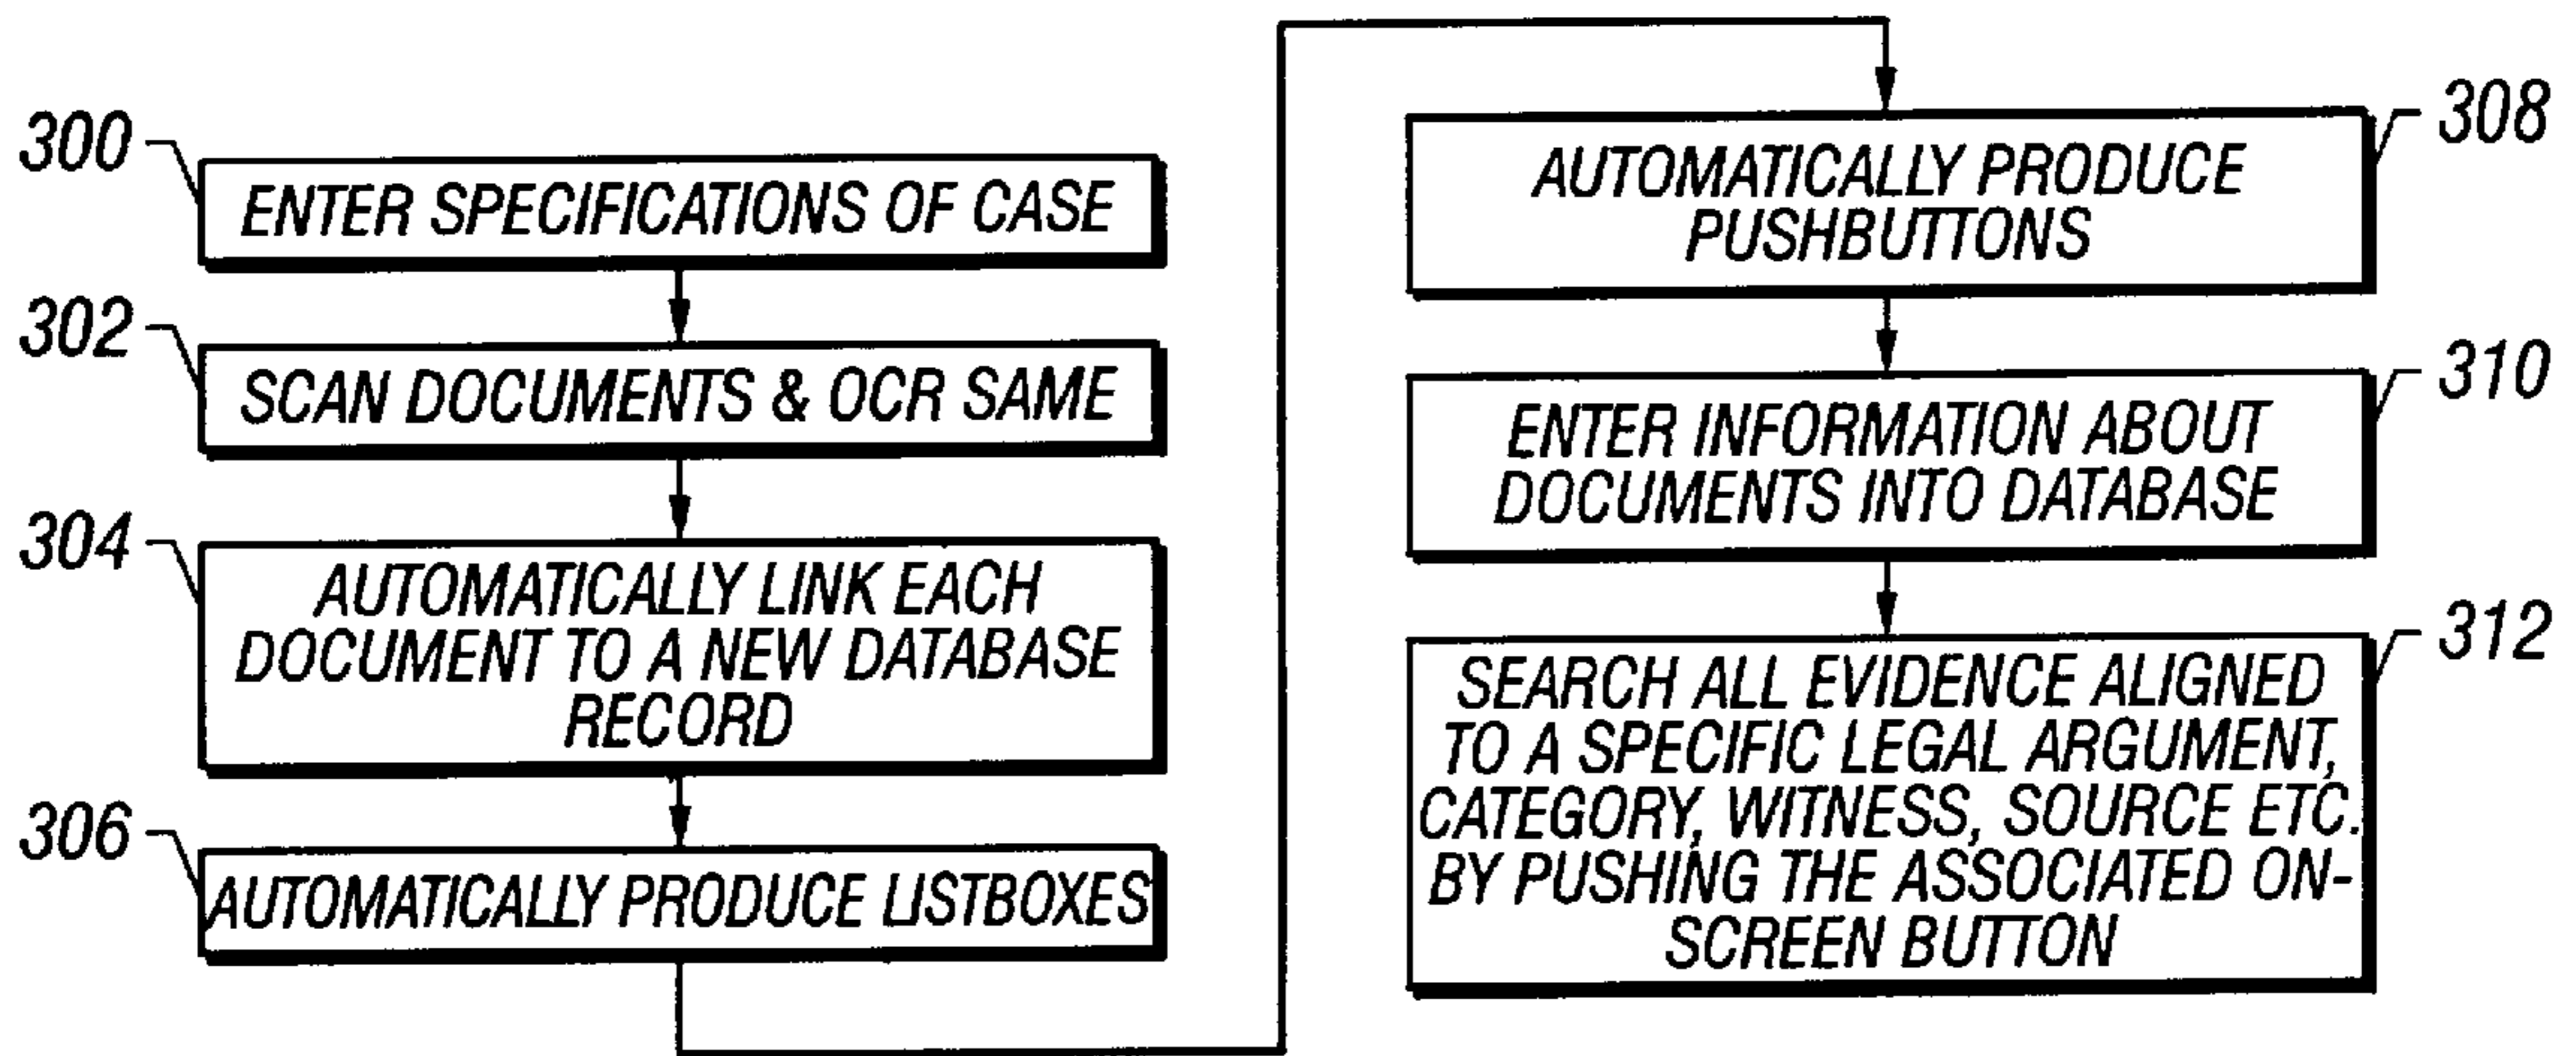 300
ENTER SPECIFICATIONS OF CASE
302
SCAN DOCUMENTS & OCR SAME
304
AUTOMATICALLY LINK EACH
DOCUMENT TO A NEW DATABASE
RECORD
306
AUTOMATICALLY PRODUCE LISTBOXES
308
AUTOMATICALLY PRODUCE
PUSHBUTTONS
310
ENTER INFORMATION ABOUT
DOCUMENTS INTO DATABASE
312
SEARCH ALL EVIDENCE ALIGNED
TO A SPECIFIC LEGAL ARGUMENT,
CATEGORY, WITNESS, SOURCE ETC.
BY PUSHING THE ASSOCIATED ON-
SCREEN BUTTON